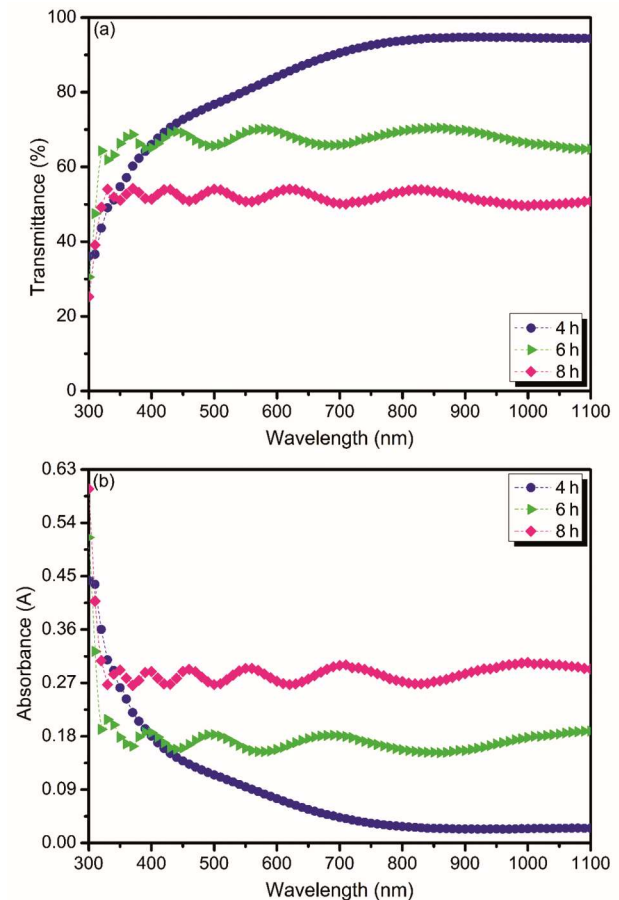 (a)
100
80
60
40
20
0
Transmittance (%)
4 h
6 h
8 h
300 400 500 600 700 800 900 1000 1100
Wavelength (nm)
(b)
0.63
0.54
0.45
0.36
0.27
0.18
0.09
0.00
Absorbance (A)
4 h
6 h
8 h
300 400 500 600 700 800 900 1000 1100
Wavelength (nm)